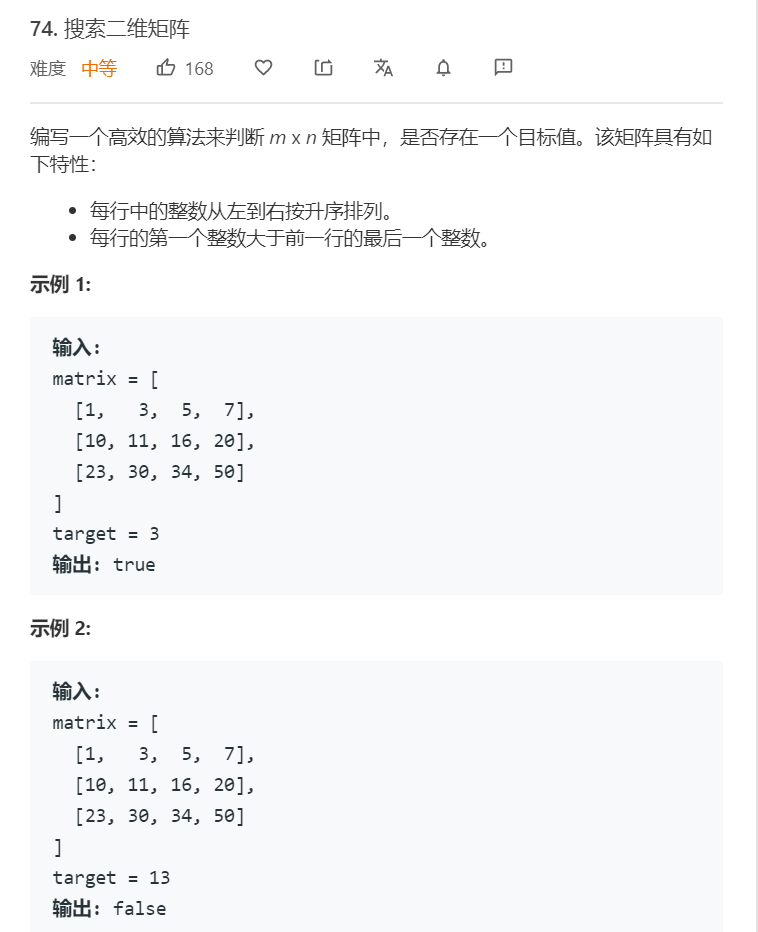 74. 搜索二维矩阵
难度 中等 168
编写一个高效的算法来判断 m x n 矩阵中，是否存在一个目标值。该矩阵具有如
下特性：
• 每行中的整数从左到右按升序排列。
• 每行的第一个整数大于前一行的最后一个整数。
示例 1:
输入:
matrix = [
  [1,   3,  5,  7],
  [10, 11, 16, 20],
  [23, 30, 34, 50]
]
target = 3
输出: true
示例 2:
输入:
matrix = [
  [1,   3,  5,  7],
  [10, 11, 16, 20],
  [23, 30, 34, 50]
]
target = 13
输出: false